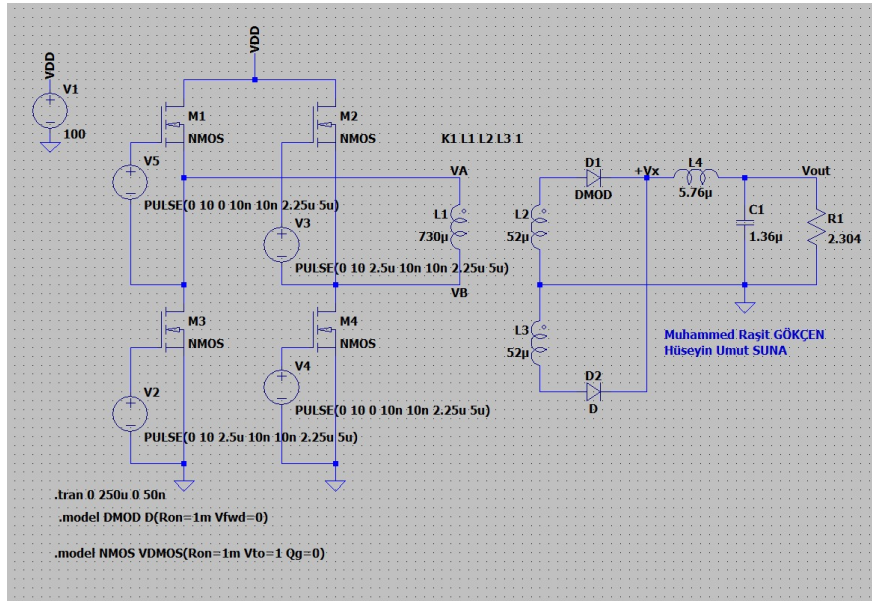 VDD
VDD
V1
100
M1
NMOS
M2
NMOS
K1 L1 L2 L3 1
V5
PULSE(0 10 0 10n 10n 2.25u 5u)
V3
PULSE(0 10 2.5u 10n 10n 2.25u 5u)
VA
L1
730µ
VB
D1
DMOD
+Vx
L4
5.76µ
Vout
L2
52µ
C1
1.36µ
R1
2.304
M3
NMOS
M4
NMOS
L3
52µ
Muhammed Raşit GÖKÇEN
Hüseyin Umut SUNA
V2
PULSE(0 10 2.5u 10n 10n 2.25u 5u)
V4
PULSE(0 10 0 10n 10n 2.25u 5u)
D2
D
.tran 0 250u 0 50n
.model DMOD D(Ron=1m Vfwd=0)
.model NMOS VDMOS(Ron=1m Vto=1 Qg=0)